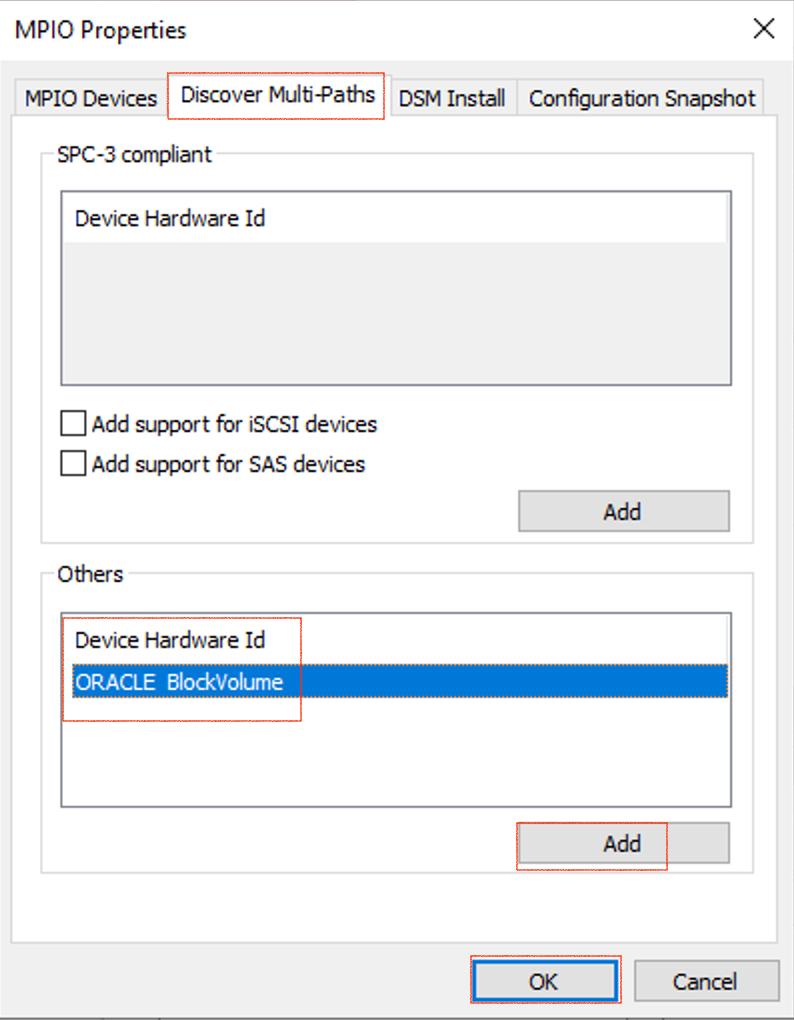 MPIO Properties
MPIO Devices Discover Multi-Paths DSM Install Configuration Snapshot
SPC-3 compliant
Device Hardware Id
Add support for iSCSI devices
Add support for SAS devices
Add
Others
Device Hardware Id
ORACLE  BlockVolume
Add
OK Cancel